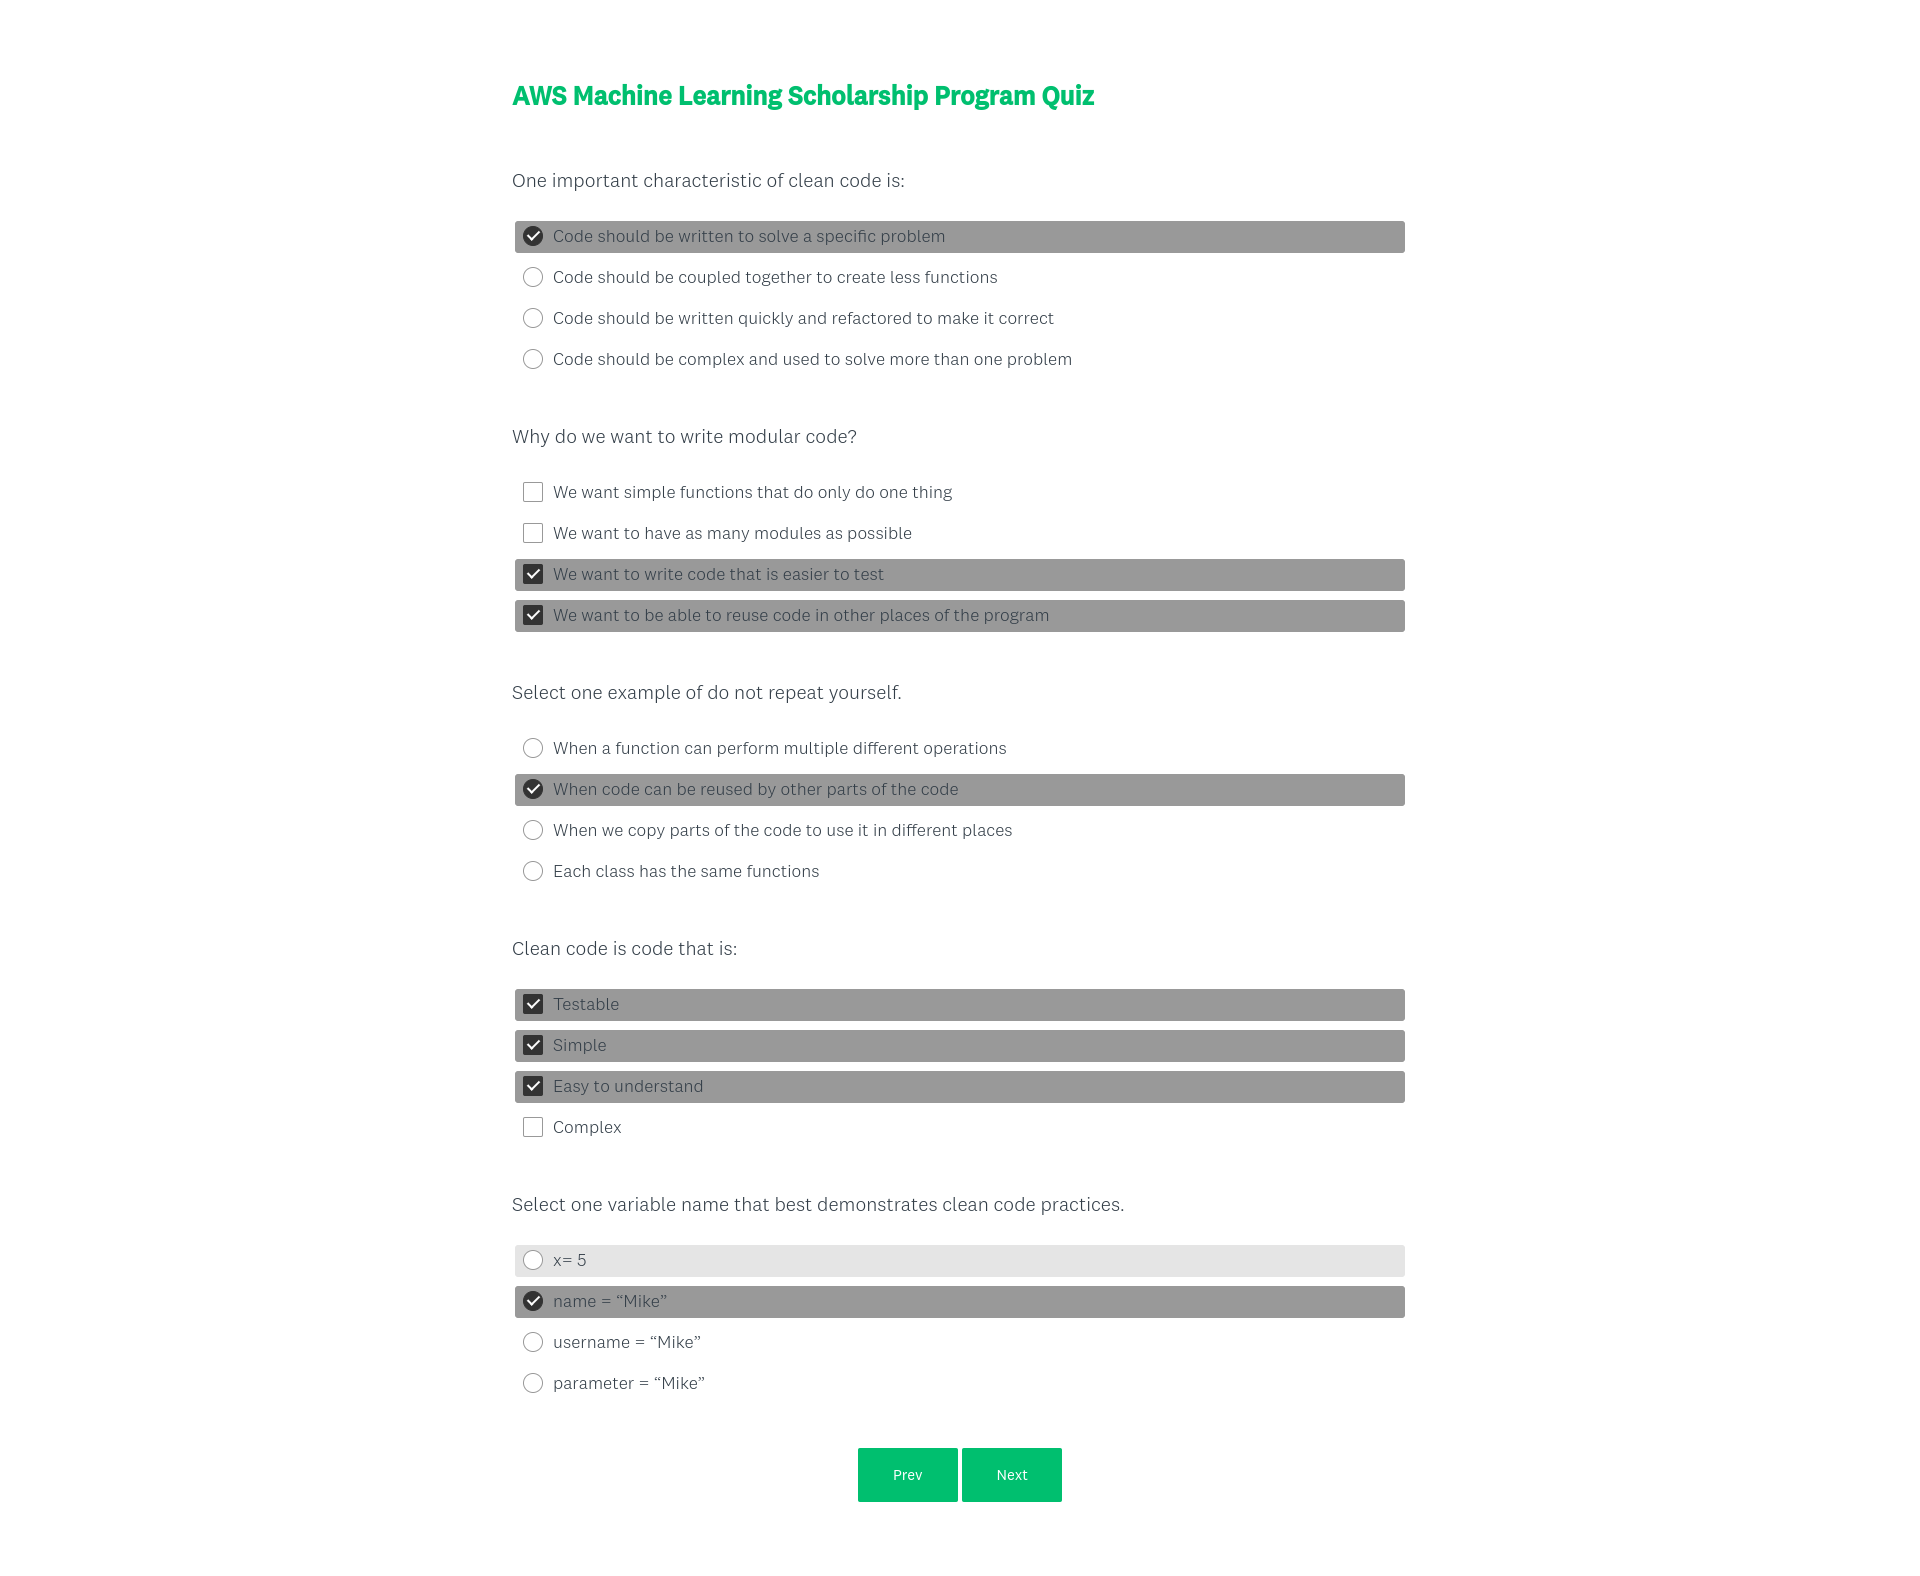 AWS Machine Learning Scholarship Program Quiz
One important characteristic of clean code is:
Code should be written to solve a specific problem
Code should be coupled together to create less functions
Code should be written quickly and refactored to make it correct
Code should be complex and used to solve more than one problem
Why do we want to write modular code?
We want simple functions that do only do one thing
We want to have as many modules as possible
We want to write code that is easier to test
We want to be able to reuse code in other places of the program
Select one example of do not repeat yourself.
When a function can perform multiple different operations
When code can be reused by other parts of the code
When we copy parts of the code to use it in different places
Each class has the same functions
Clean code is code that is:
Testable
Simple
Easy to understand
Complex
Select one variable name that best demonstrates clean code practices.
x= 5
name = “Mike”
username = “Mike”
parameter = “Mike”
Prev Next